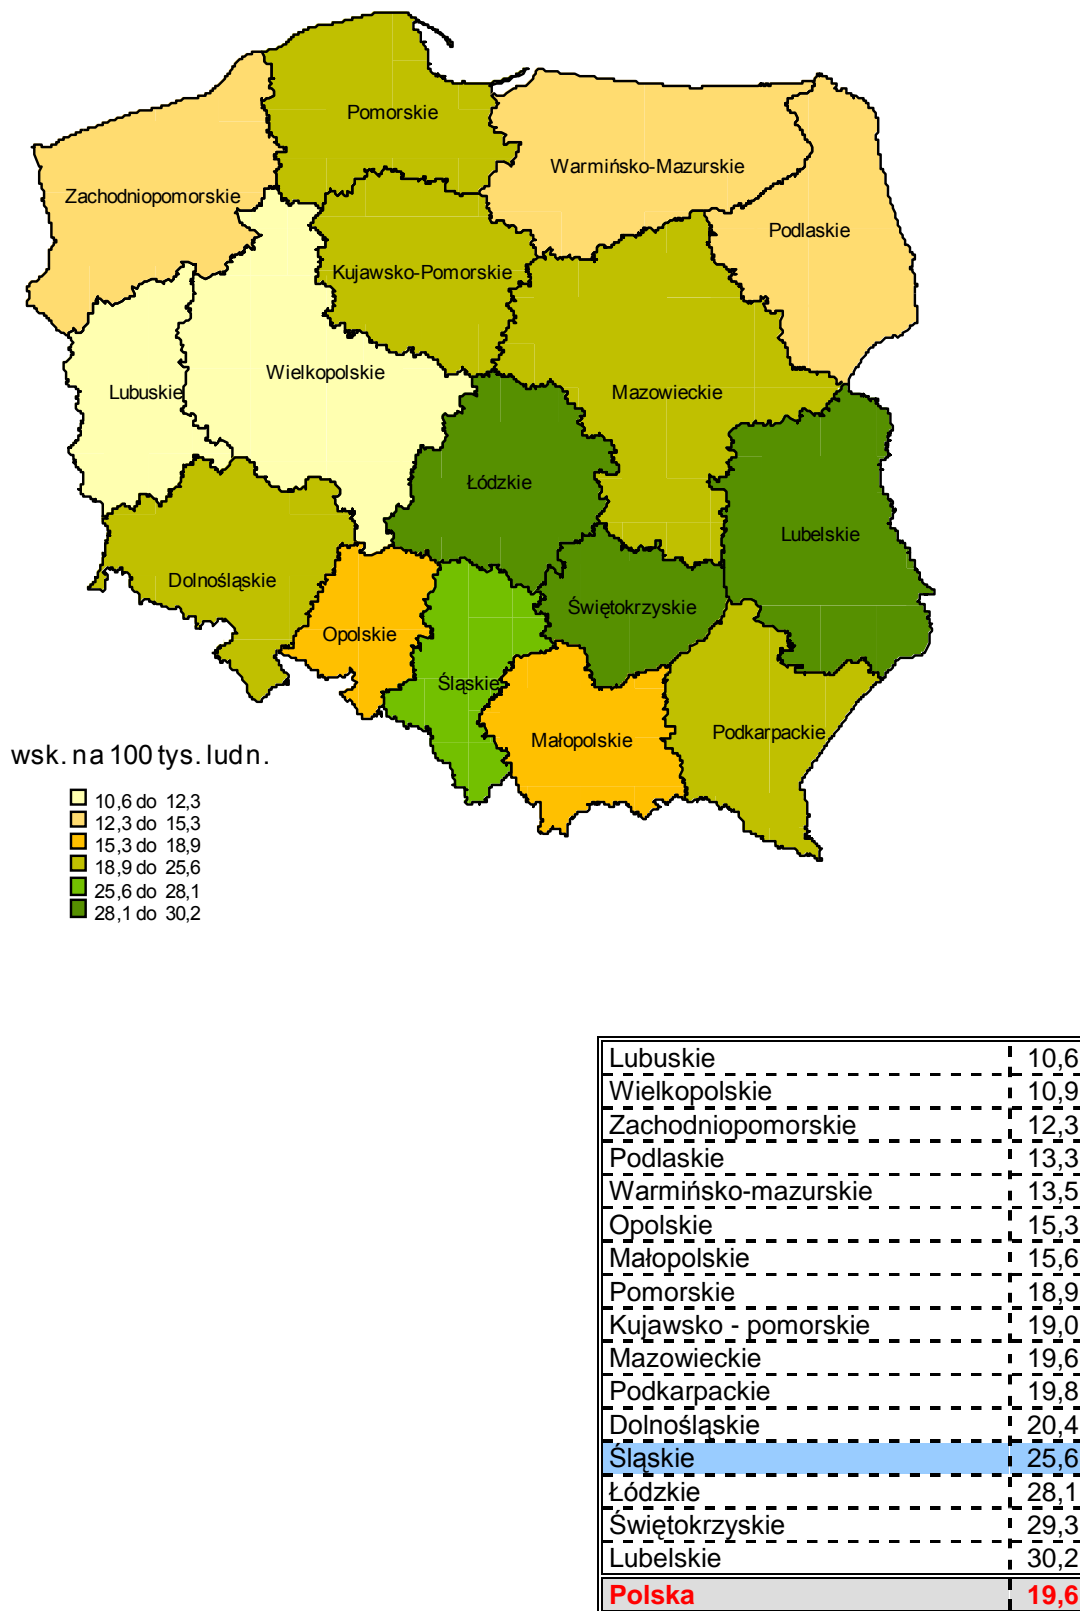 Pomorskie
Warmińsko-Mazurskie
Zachodniopomorskie
Podlaskie
Kujawsko-Pomorskie
Wielkopolskie
Lubuskie
Mazowieckie
Łódzkie
Lubelskie
Dolnośląskie
Świętokrzyskie
Opolskie
Śląskie
Podkarpackie
Małopolskie
wsk. na 100 tys. ludn.
10,6 do 12,3
12,3 do 15,3
15,3 do 18,9
18,9 do 25,6
25,6 do 28,1
28,1 do 30,2
Lubuskie 10,6
Wielkopolskie 10,9
Zachodniopomorskie 12,3
Podlaskie 13,3
Warmińsko-mazurskie 13,5
Opolskie 15,3
Małopolskie 15,6
Pomorskie 18,9
Kujawsko - pomorskie 19,0
Mazowieckie 19,6
Podkarpackie 19,8
Dolnośląskie 20,4
Śląskie 25,6
Łódzkie 28,1
Świętokrzyskie 29,3
Lubelskie 30,2
Polska 19,6